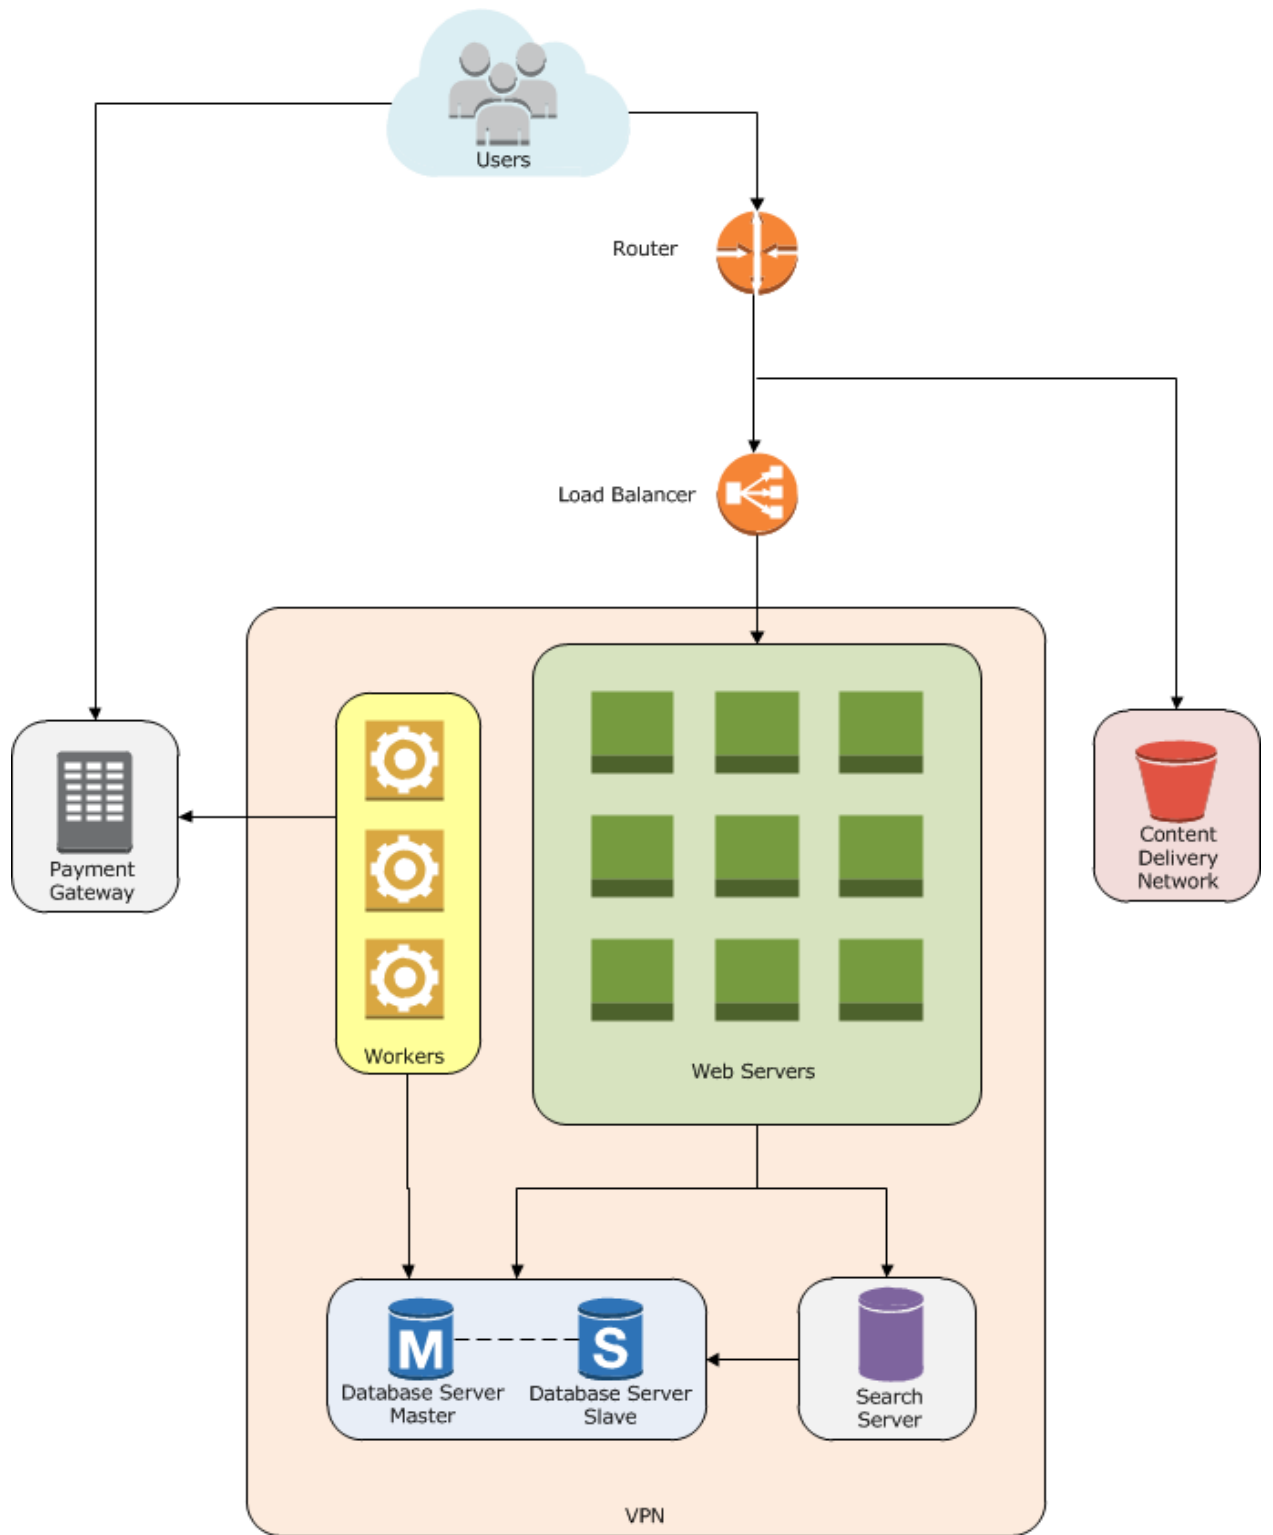 Users
Router
Load Balancer
Payment
Gateway
Workers
Web Servers
Content
Delivery
Network
M
S
Database Server
Master
Database Server
Slave
Search
Server
VPN